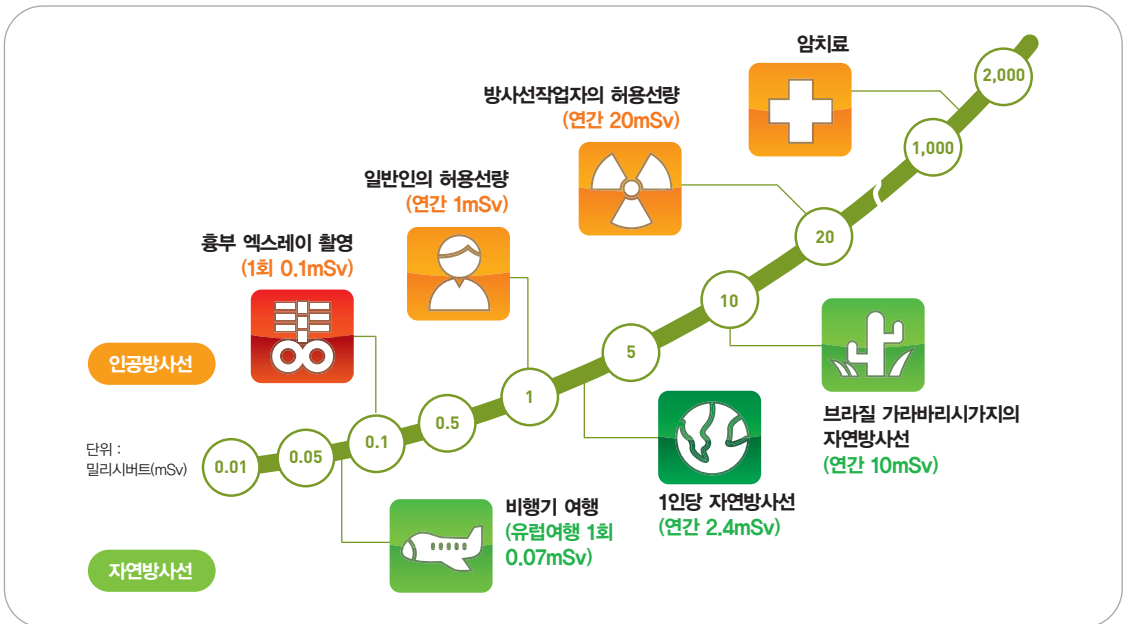 암치료
2,000
방사선작업자의 허용선량
(연간 20mSv)
1,000
일반인의 허용선량
(연간 1mSv)
20
흉부 엑스레이 촬영
(1회 0.1mSv)
10
인공방사선
5
1
브라질 가라바리시가지의
자연방사선
(연간 10mSv)
0.5
0.1
0.05
0.01
단위 :
밀리시버트(mSv)
1인당 자연방사선
(연간 2.4mSv)
비행기 여행
(유럽여행 1회
0.07mSv)
자연방사선